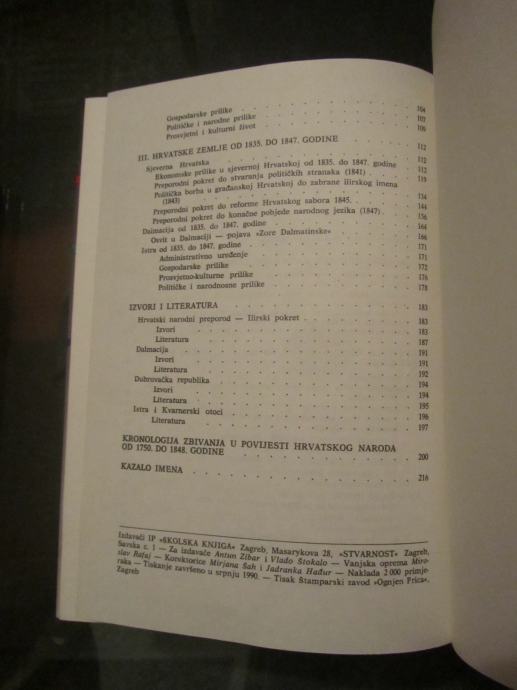 Gospodarske prilike . . . . . . . . . . . . 104
Političke i narodne prilike . . . . . . . . . . 105
Prosvjetni i kulturni život . . . . . . . . . . 106
III. HRVATSKE ZEMLJE OD 1835. DO 1847. GODINE . . . . . 112
Sjeverna Hrvatska . . . . . . . . . . . . 112
Ekonomske prilike u sjevernoj Hrvatskoj od 1835. do 1847. godine 112
Preporodni pokret do stvaranja političkih stranaka (1841) . . . . 119
Politička borba u građanskoj Hrvatskoj do zabrane ilirskog imena
(1843) . . . . . . . . . . . . 134
Preporodni pokret do reforme Hrvatskog sabora 1845. . . . . . 144
Preporodni pokret do konačne pobjede narodnog jezika (1847) . . . 156
Dalmacija od 1835. do 1847. godine . . . . . . . . 164
Osvit u Dalmaciji — pojava »Zore Dalmatinske« . . . . . . 166
Istra od 1835. do 1847. godine . . . . . . . . . 171
Administrativno uređenje . . . . . . . . . . 171
Gospodarske prilike . . . . . . . . . . . 172
Prosvjetno-kulturne prilike . . . . . . . . . 176
Političke i narodnosne prilike . . . . . . . . 178
IZVORI I LITERATURA . . . . . . . . . . . 183
Hrvatski narodni preporod — Ilirski pokret . . . . . . . 183
Izvori . . . . . . . . . . . . 183
Literatura . . . . . . . . . . . . 187
Dalmacija . . . . . . . . . . . . 191
Izvori . . . . . . . . . . . . 191
Literatura . . . . . . . . . . . . 192
Dubrovačka republika . . . . . . . . . . 194
Izvori . . . . . . . . . . . . 194
Literatura . . . . . . . . . . . . 195
Istra i Kvarnerski otoci . . . . . . . . . . 196
Literatura . . . . . . . . . . . . 197
KRONOLOGIJA ZBIVANJA U POVIJESTI HRVATSKOG NARODA
OD 1750. DO 1848. GODINE . . . . . . . . . . 200
KAZALO IMENA . . . . . . . . . . . . 216
Izdavači IP »ŠKOLSKA KNJIGA« Zagreb, Masarykova 28, »STVARNOST« Zagreb,
Savska c. 1 — Za izdavače Antun Žibar i Vlado Štokalo — Vanjska oprema Miro-
slav Rafaj — Korektorice Mirjana Šah i Jadranka Hađur — Naklada 2 000 primje-
raka — Tiskanje završeno u srpnju 1990. — Tisak Štamparski zavod »Ognjen Prica«,
Zagreb